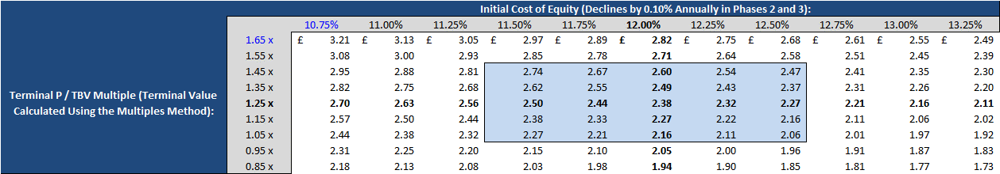 Initial Cost of Equity (Declines by 0.10% Annually in Phases 2 and 3):
10.75% 11.00% 11.25% 11.50% 11.75% 12.00% 12.25% 12.50% 12.75% 13.00% 13.25%
Terminal P / TBV Multiple (Terminal Value
Calculated Using the Multiples Method):
1.65 x £ 3.21 £ 3.13 £ 3.05 £ 2.97 £ 2.89 £ 2.82 £ 2.75 £ 2.68 £ 2.61 £ 2.55 £ 2.49
1.55 x 3.08 3.00 2.93 2.85 2.78 2.71 2.64 2.58 2.51 2.45 2.39
1.45 x 2.95 2.88 2.81 2.74 2.67 2.60 2.54 2.47 2.41 2.35 2.30
1.35 x 2.82 2.75 2.68 2.62 2.55 2.49 2.43 2.37 2.31 2.26 2.20
1.25 x 2.70 2.63 2.56 2.50 2.44 2.38 2.32 2.27 2.21 2.16 2.11
1.15 x 2.57 2.50 2.44 2.38 2.33 2.27 2.22 2.16 2.11 2.06 2.02
1.05 x 2.44 2.38 2.32 2.27 2.21 2.16 2.11 2.06 2.01 1.97 1.92
0.95 x 2.31 2.25 2.20 2.15 2.10 2.05 2.00 1.96 1.91 1.87 1.83
0.85 x 2.18 2.13 2.08 2.03 1.98 1.94 1.90 1.85 1.81 1.77 1.73